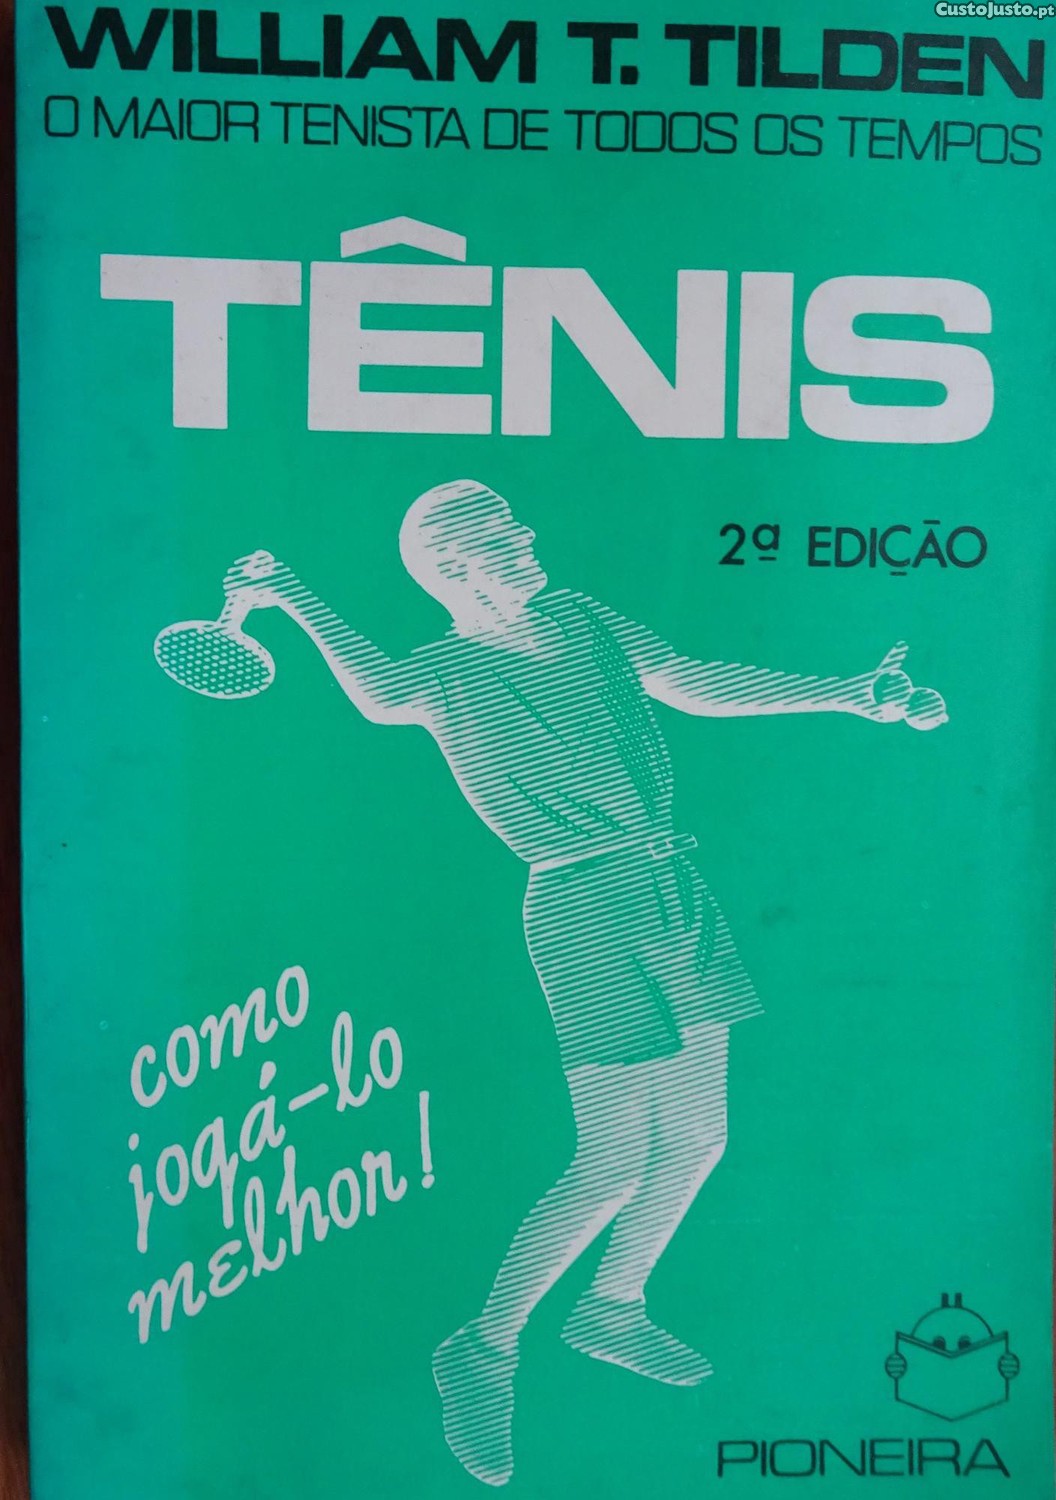 CustoJusto.pt
WILLIAM T. TILDEN
O MAIOR TENISTA DE TODOS OS TEMPOS
TÊNIS
2ª EDIÇÃO
como
jogá-lo
melhor!
PIONEIRA